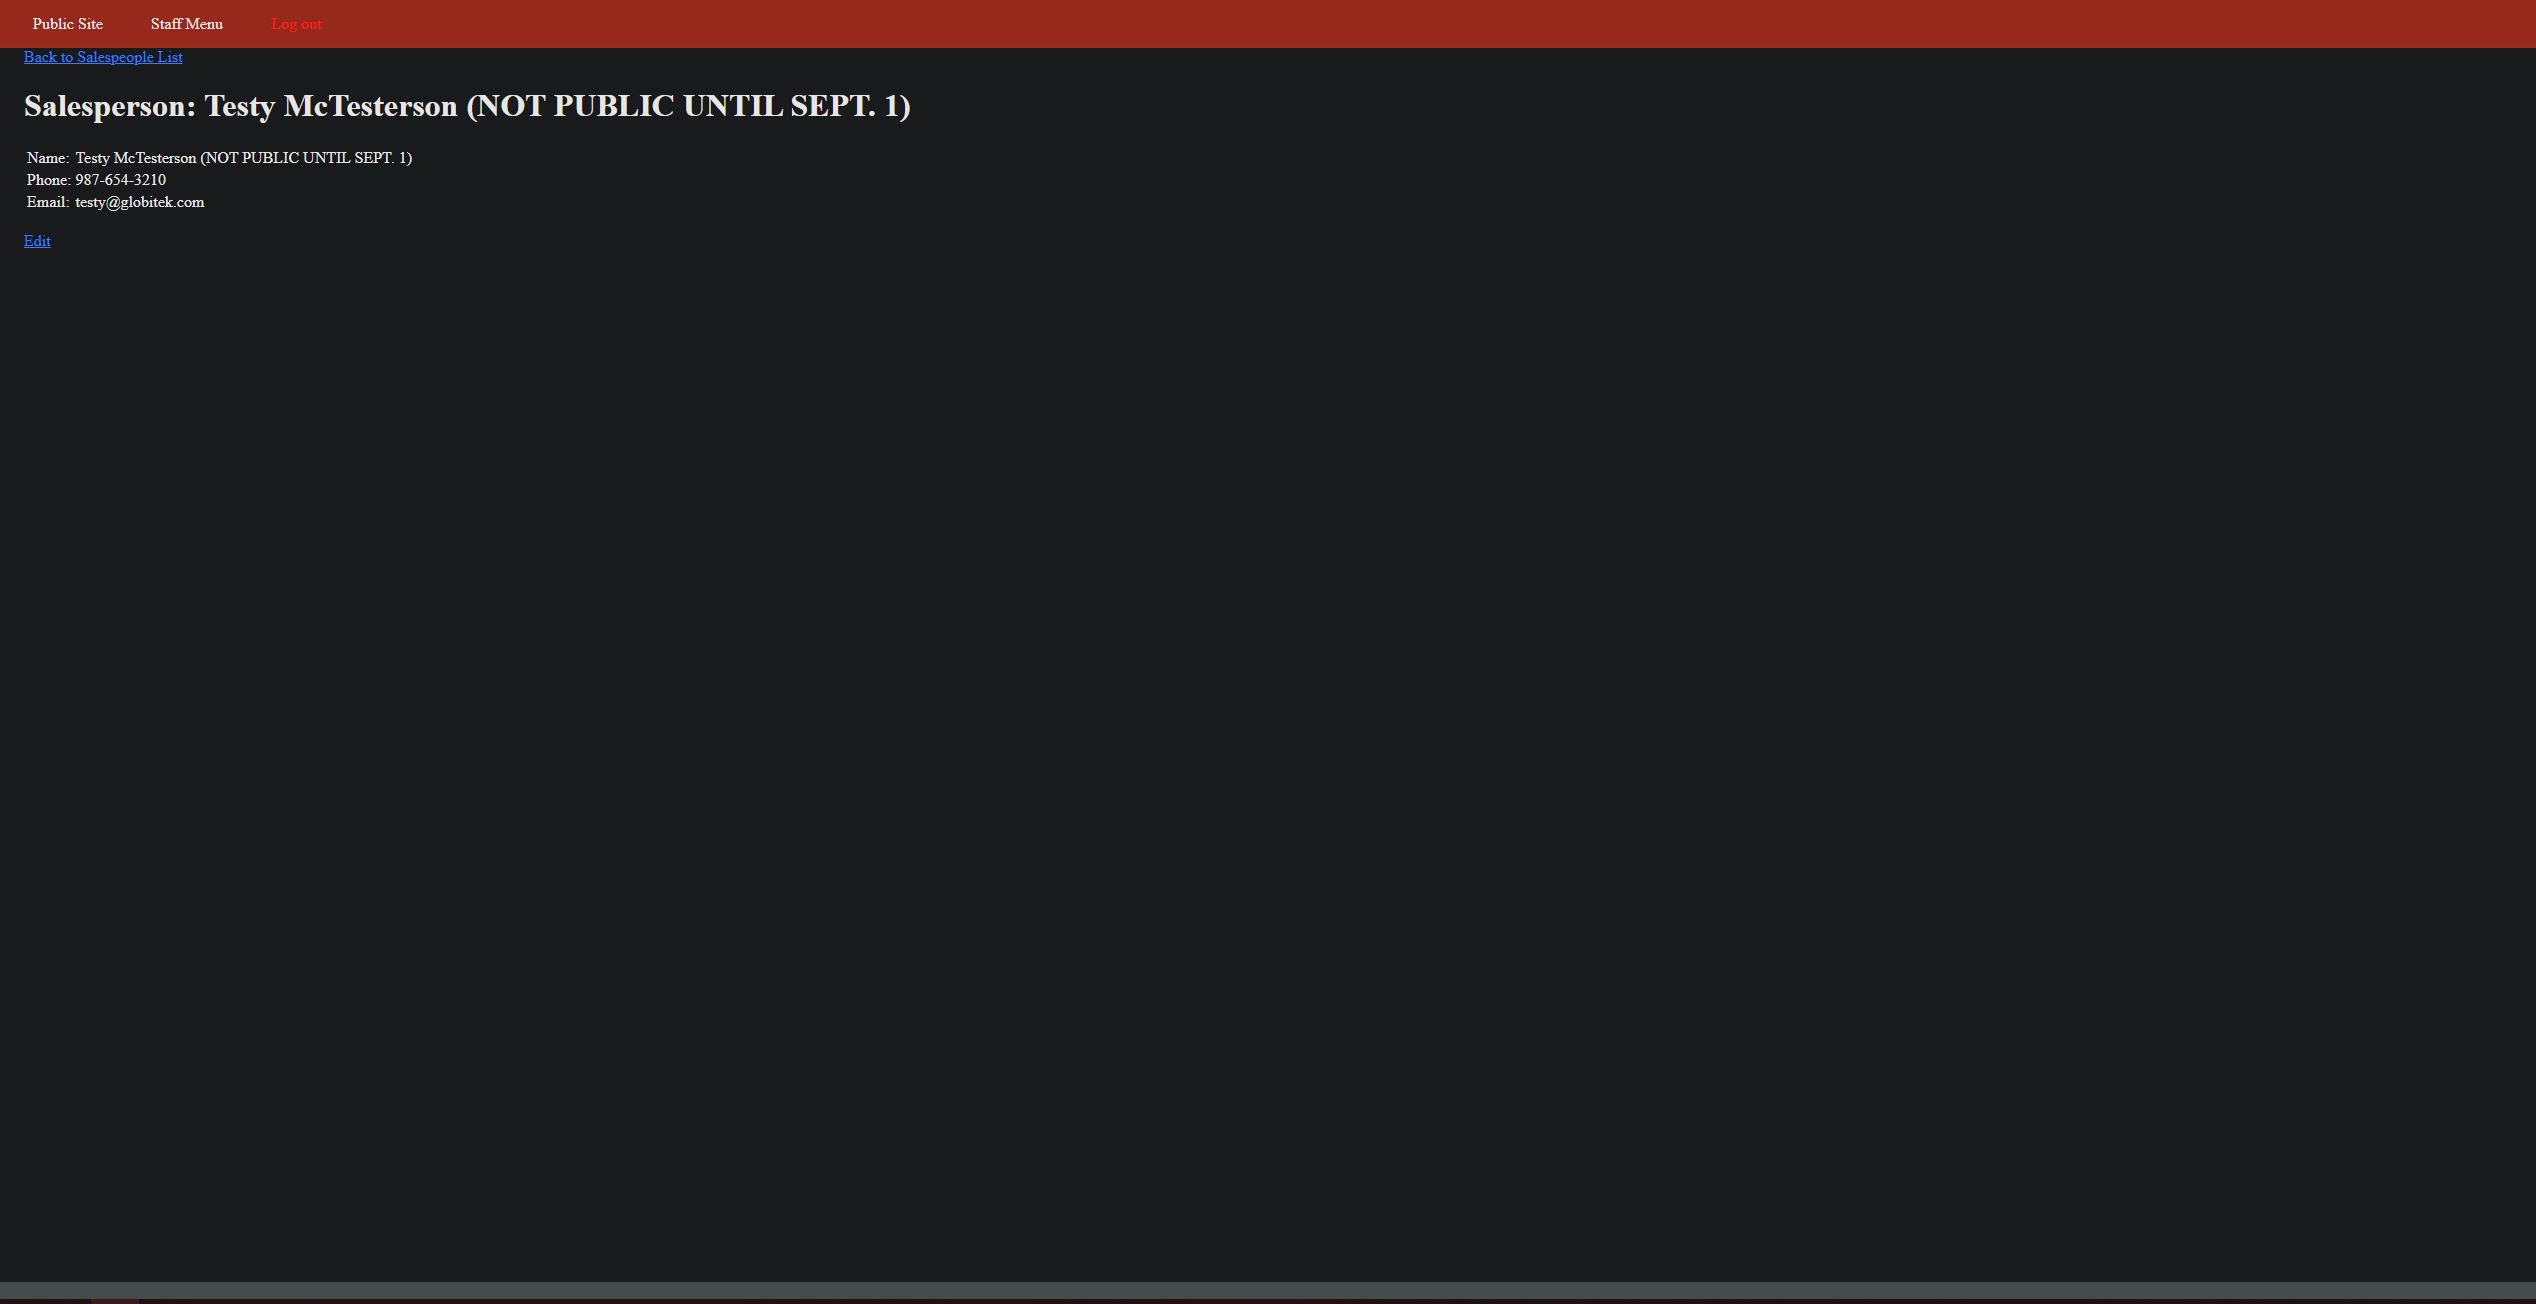 Public Site Staff Menu Log out
Back to Salespeople List
Salesperson: Testy McTesterson (NOT PUBLIC UNTIL SEPT. 1)
Name: Testy McTesterson (NOT PUBLIC UNTIL SEPT. 1)
Phone: 987-654-3210
Email: testy@globitek.com
Edit